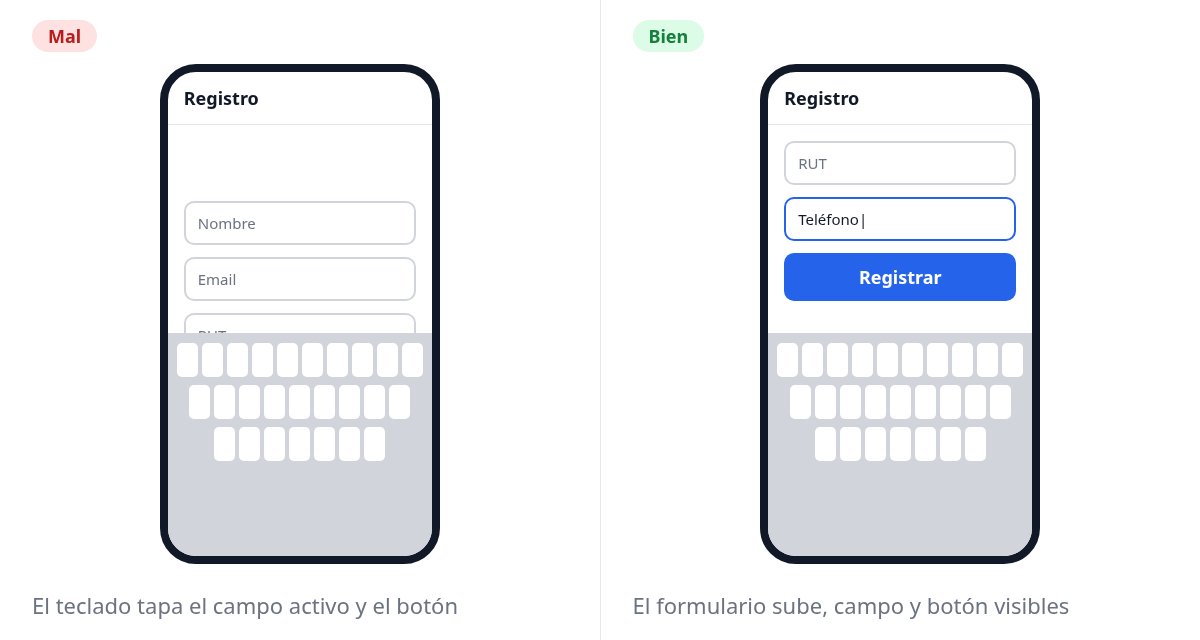 Mal
Registro
Nombre
Email
RUT
El teclado tapa el campo activo y el botón
Bien
Registro
RUT
Teléfono|
Registrar
El formulario sube, campo y botón visibles